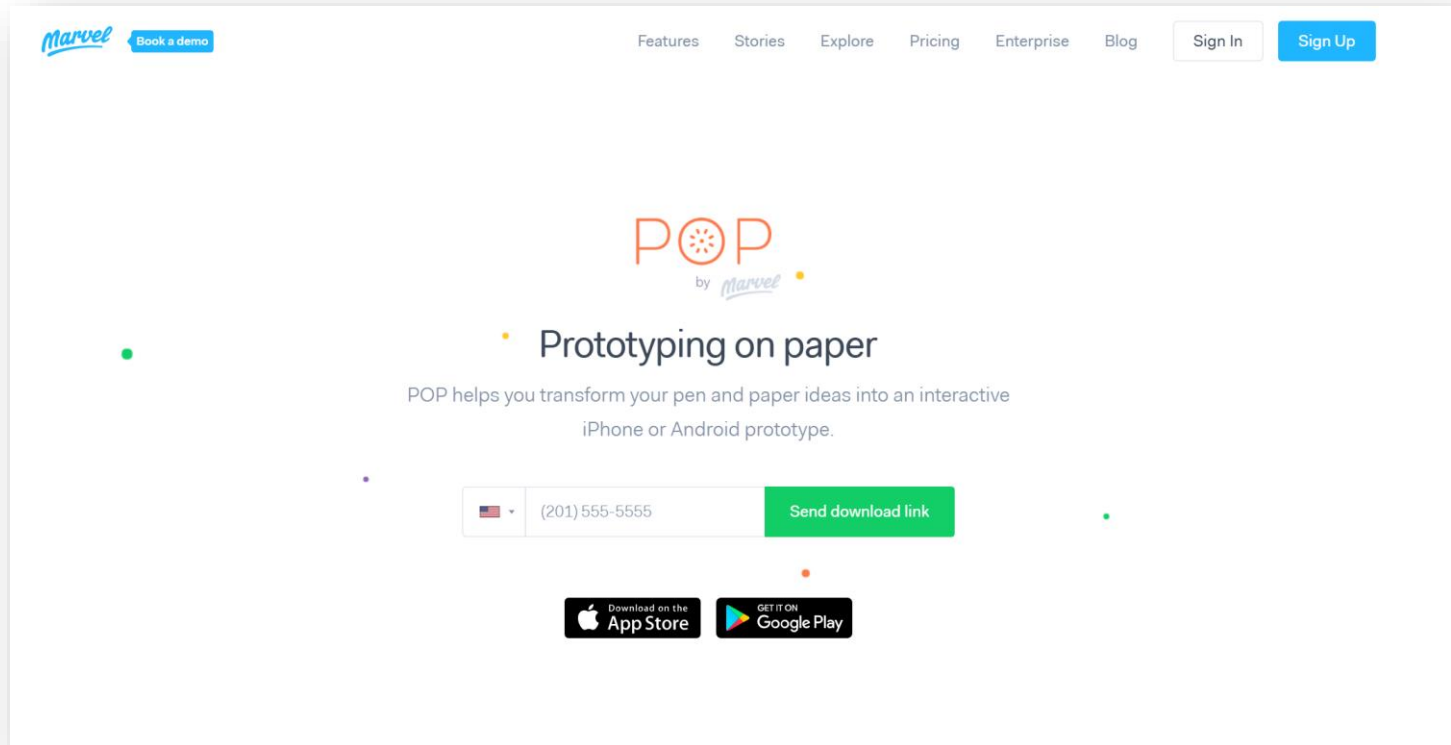 Marvel
Book a demo
Features
Stories
Explore
Pricing
Enterprise
Blog
Sign In
Sign Up
POP
by Marvel
Prototyping on paper
POP helps you transform your pen and paper ideas into an interactive
iPhone or Android prototype.
(201) 555-5555
Send download link
Download on the
App Store
GET IT ON
Google Play